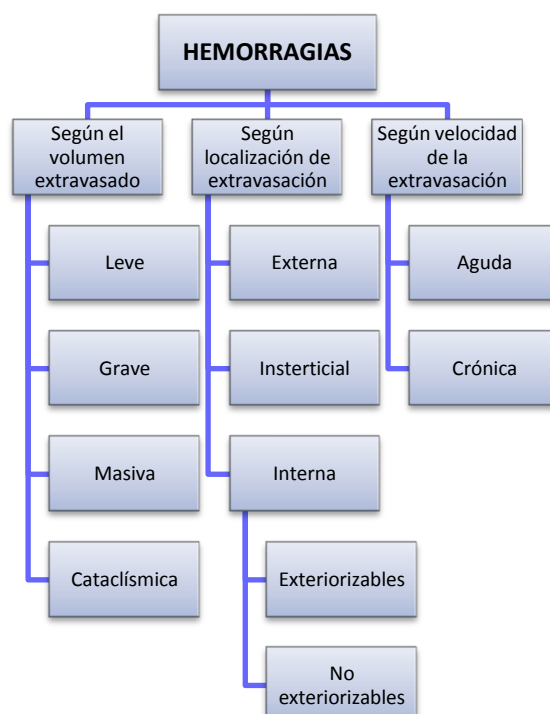 HEMORRAGIAS
Según el
volumen
extravasado
Leve
Grave
Masiva
Cataclísmica
Según
localización de
extravasación
Externa
Insterticial
Interna
Exteriorizables
No
exteriorizables
Según velocidad
de la
extravasación
Aguda
Crónica